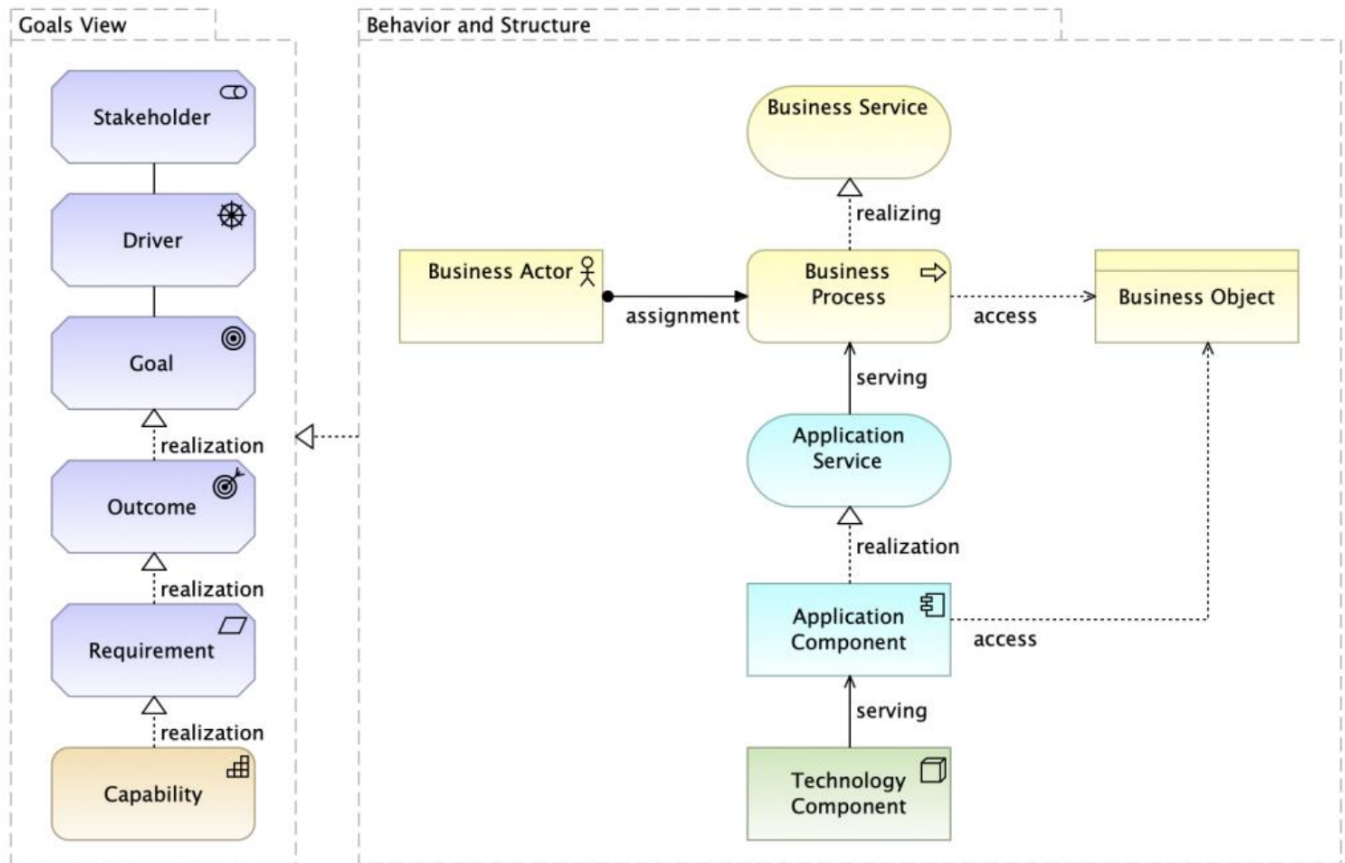 Goals View
Stakeholder
Driver
Goal
realization
Outcome
realization
Requirement
realization
Capability
Behavior and Structure
Business Service
realizing
Business Actor
assignment
Business
Process
access
Business Object
serving
Application
Service
realization
Application
Component
access
serving
Technology
Component